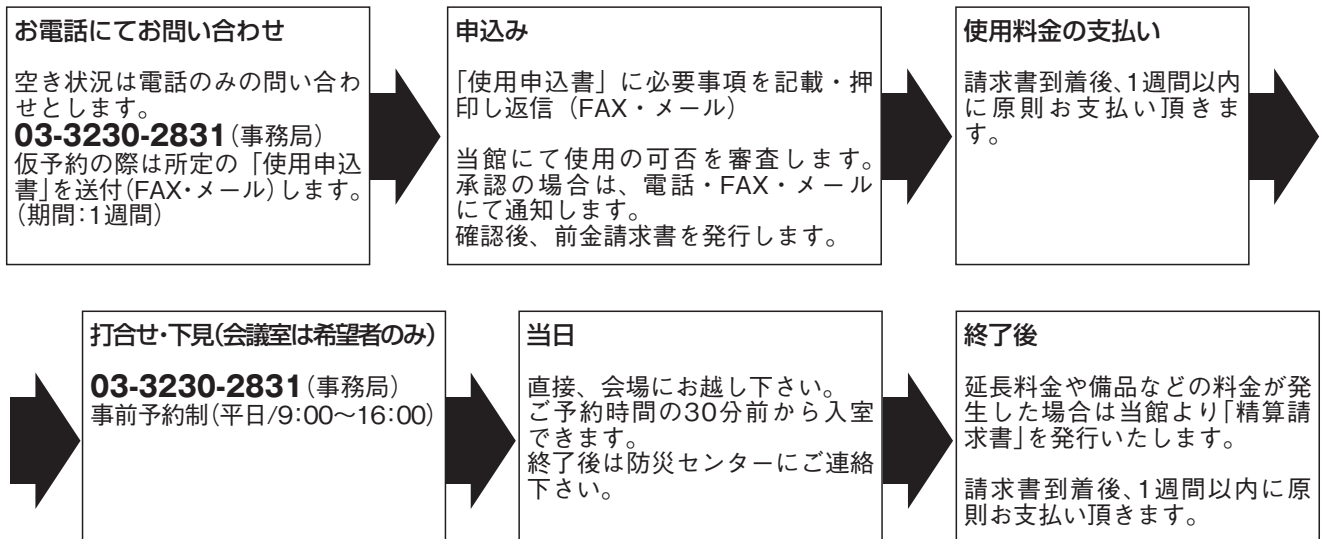 お電話にてお問い合わせ
空き状況は電話のみの問い合わ
せとします。
03-3230-2831（事務局）
仮予約の際は所定の「使用申込
書」を送付（FAX・メール）します。
（期間：1週間）
申込み
「使用申込書」に必要事項を記載・押
印し返信（FAX・メール）
当館にて使用の可否を審査します。
承認の場合は、電話・FAX・メール
にて通知します。
確認後、前金請求書を発行します。
使用料金の支払い
請求書到着後、1週間以内
に原則お支払い頂きま
す。
打合せ・下見（会議室は希望者のみ）
03-3230-2831（事務局）
事前予約制（平日/9：00〜16：00）
当日
直接、会場にお越し下さい。
ご予約時間の30分前から入室
できます。
終了後は防災センターにご連絡
下さい。
終了後
延長料金や備品などの料金が発
生した場合は当館より「精算請
求書」を発行いたします。
請求書到着後、1週間以内に原
則お支払い頂きます。